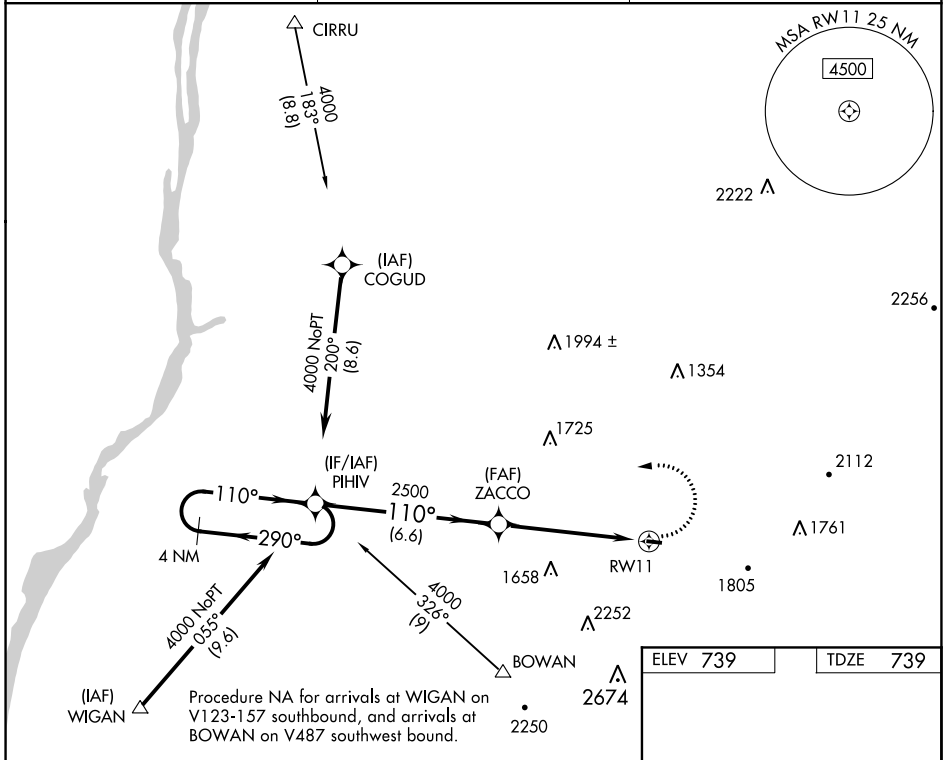 CIRRU
4000
183°
(8.8)
MSA RW11 25 NM
4500
2222
(IAF)
COGUD
2256
4000 NoPT
200°
(8.6)
1994 ±
1354
1725
(IF/IAF)
PIHIV
(FAF)
ZACCO
2112
110°
2500
110°
(6.6)
1761
290°
4 NM
RW11
1658
1805
4000 NoPT
055°
(9.6)
4000
326°
(9)
2252
BOWAN
2674
ELEV 739
TDZE 739
(IAF)
WIGAN
Procedure NA for arrivals at WIGAN on
V123-157 southbound, and arrivals at
BOWAN on V487 southwest bound.
2250